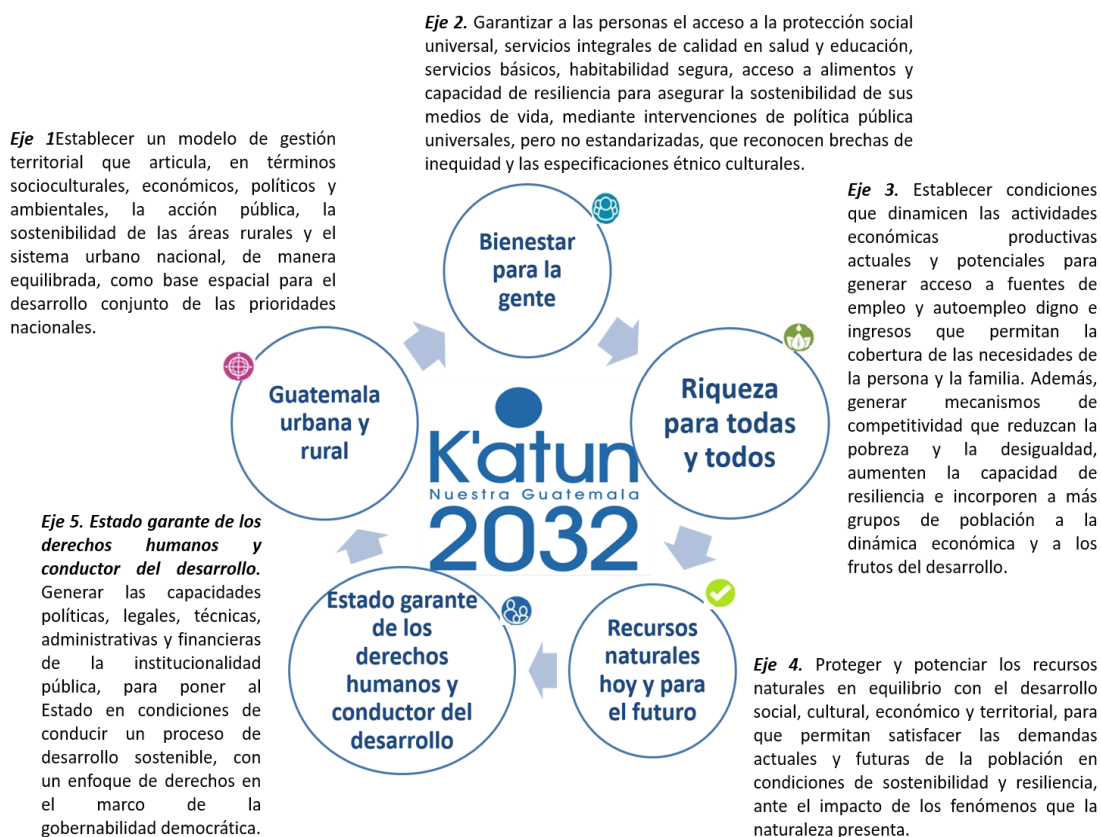 Eje 2. Garantizar a las personas el acceso a la protección social
universal, servicios integrales de calidad en salud y educación,
servicios básicos, habitabilidad segura, acceso a alimentos y
capacidad de resiliencia para asegurar la sostenibilidad de sus
medios de vida, mediante intervenciones de política pública
universales, pero no estandarizadas, que reconocen brechas de
inequidad y las especificaciones étnico culturales.
Eje 1Establecer un modelo de gestión
territorial que articula, en términos
socioculturales, económicos, políticos y
ambientales, la acción pública, la
sostenibilidad de las áreas rurales y el
sistema urbano nacional, de manera
equilibrada, como base espacial para el
desarrollo conjunto de las prioridades
nacionales.
Eje 3. Establecer condiciones
que dinamicen las actividades
económicas productivas
actuales y potenciales para
generar acceso a fuentes de
empleo y autoempleo digno e
ingresos que permitan la
cobertura de las necesidades de
la persona y la familia. Además,
generar mecanismos de
competitividad que reduzcan la
pobreza y la desigualdad,
aumenten la capacidad de
resiliencia e incorporen a más
grupos de población a la
dinámica económica y a los
frutos del desarrollo.
Bienestar
para la
gente
Guatemala
urbana y
rural
Riqueza
para todas
y todos
K'atun
Nuestra Guatemala
2032
Eje 5. Estado garante de los
derechos humanos y
conductor del desarrollo.
Generar las capacidades
políticas, legales, técnicas,
administrativas y financieras
de la institucionalidad
pública, para poner al
Estado en condiciones de
conducir un proceso de
desarrollo sostenible, con
un enfoque de derechos en
el marco de la
gobernabilidad democrática.
Estado garante
de los
derechos
humanos y
conductor del
desarrollo
Recursos
naturales
hoy y para
el futuro
Eje 4. Proteger y potenciar los recursos
naturales en equilibrio con el desarrollo
social, cultural, económico y territorial, para
que permitan satisfacer las demandas
actuales y futuras de la población en
condiciones de sostenibilidad y resiliencia,
ante el impacto de los fenómenos que la
naturaleza presenta.